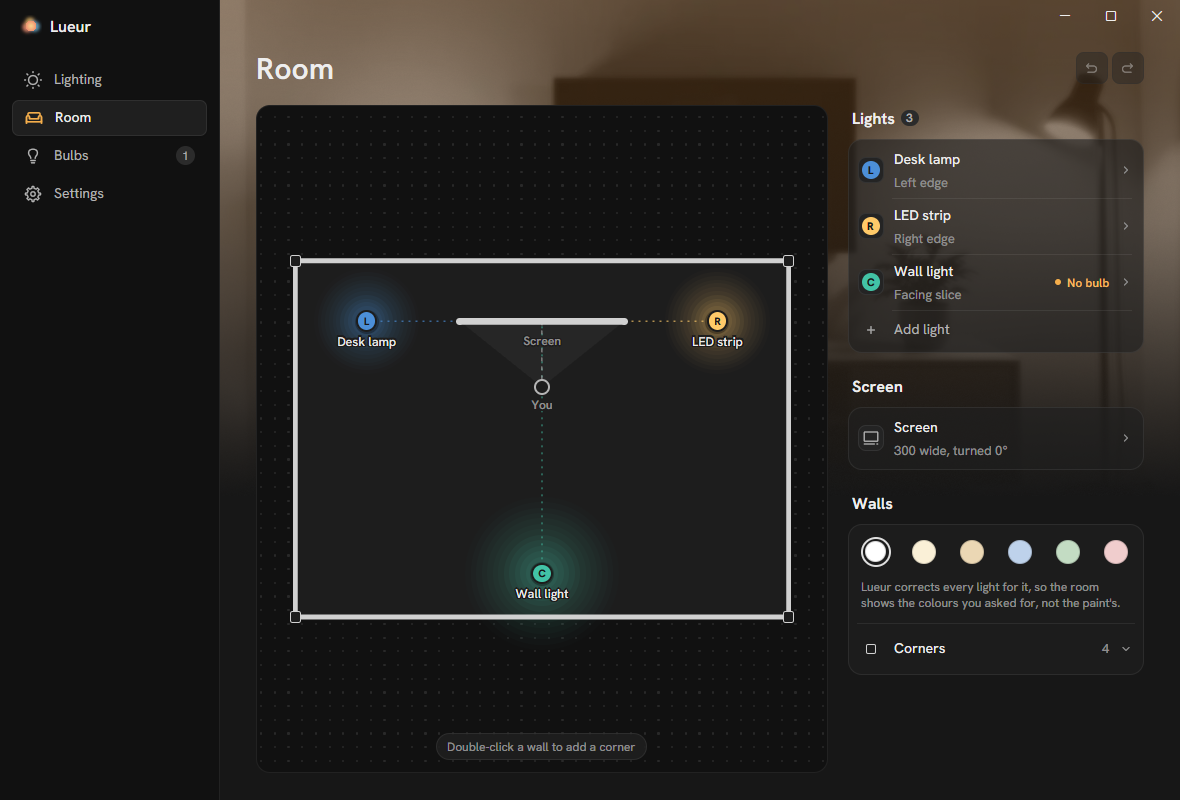 Lueur
Lighting
Room
Bulbs
1
Settings
Room
L
Desk lamp
Screen
R
LED strip
You
C
Wall light
Double-click a wall to add a corner
Lights 3
L
Desk lamp
Left edge
R
LED strip
Right edge
C
Wall light
Facing slice
No bulb
Add light
Screen
Screen
300 wide, turned 0°
Walls
Lueur corrects every light for it, so the room
shows the colours you asked for, not the paint's.
Corners
4